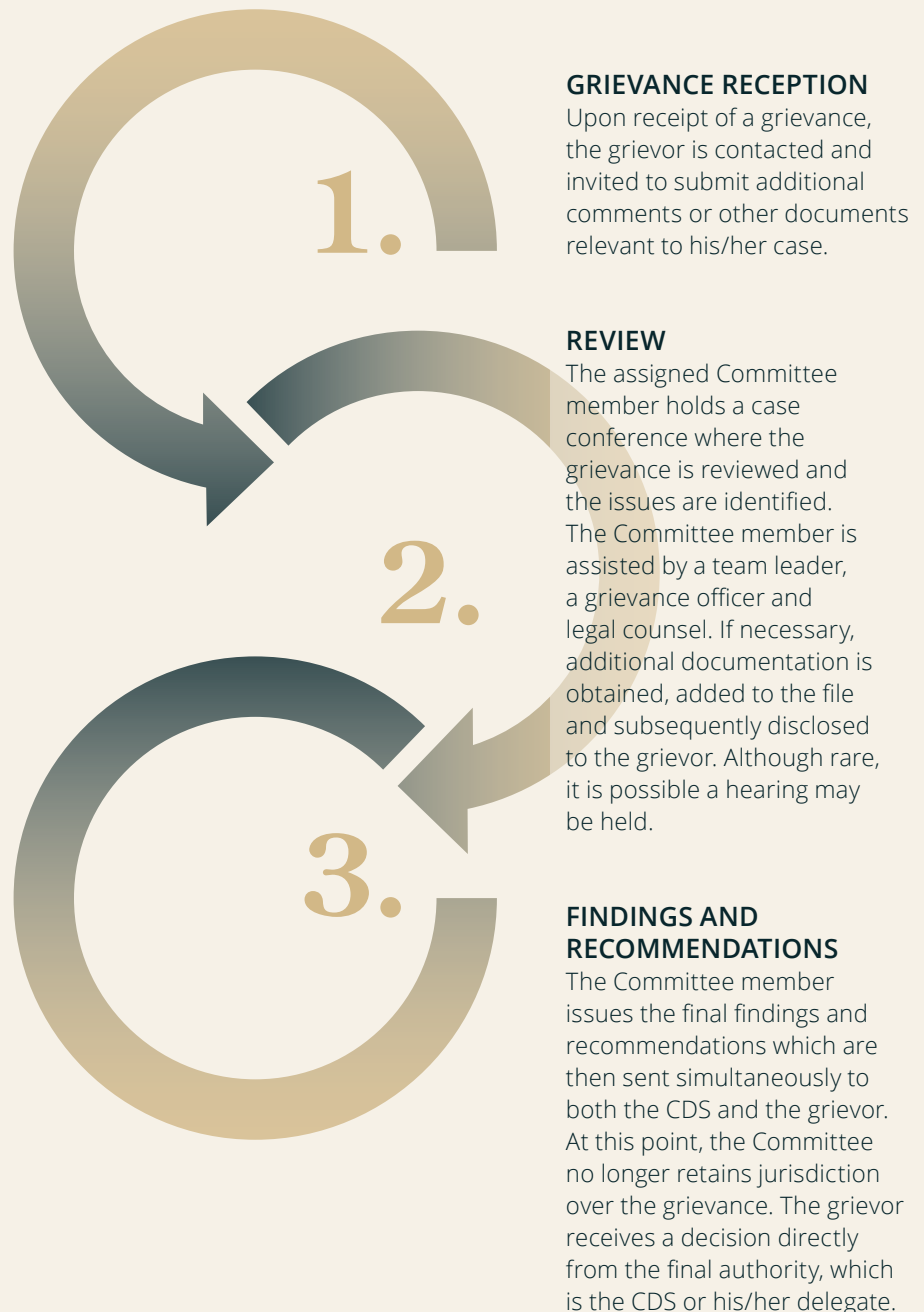 1.
GRIEVANCE RECEPTION
Upon receipt of a grievance,
the grievor is contacted and
invited to submit additional
comments or other documents
relevant to his/her case.
2.
REVIEW
The assigned Committee
member holds a case
conference where the
grievance is reviewed and
the issues are identified.
The Committee member is
assisted by a team leader,
a grievance officer and
legal counsel. If necessary,
additional documentation is
obtained, added to the file
and subsequently disclosed
to the grievor. Although rare,
it is possible a hearing may
be held.
3.
FINDINGS AND
RECOMMENDATIONS
The Committee member
issues the final findings and
recommendations which are
then sent simultaneously to
both the CDS and the grievor.
At this point, the Committee
no longer retains jurisdiction
over the grievance. The grievor
receives a decision directly
from the final authority, which
is the CDS or his/her delegate.